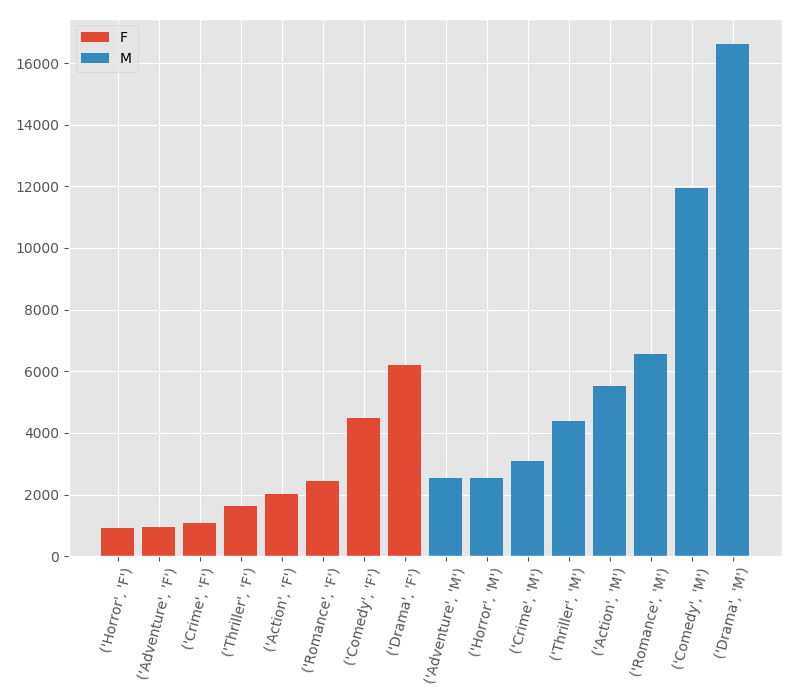 F
M
16000
14000
12000
10000
8000
6000
4000
2000
0
('Horror', 'F')
('Adventure', 'F')
('Crime', 'F')
('Thriller', 'F')
('Action', 'F')
('Romance', 'F')
('Comedy', 'F')
('Drama', 'F')
('Adventure', 'M')
('Horror', 'M')
('Crime', 'M')
('Thriller', 'M')
('Action', 'M')
('Romance', 'M')
('Comedy', 'M')
('Drama', 'M')